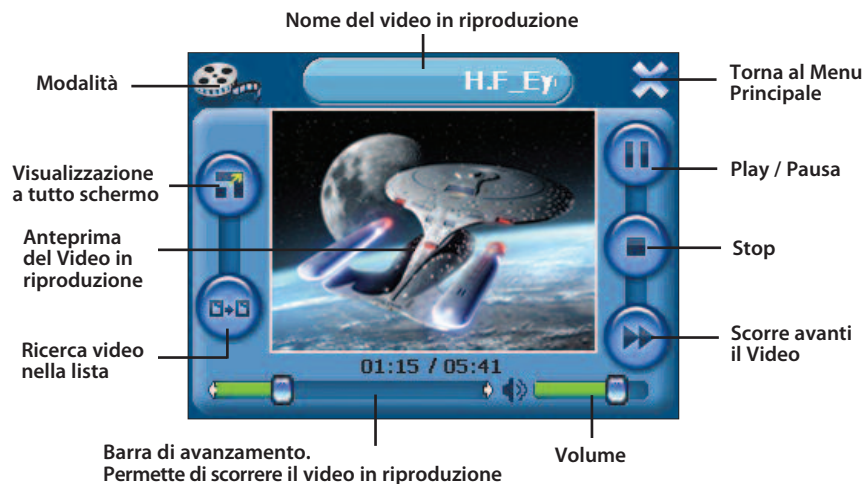 Nome del video in riproduzione
Modalità
H.F_Ey
Torna al Menu
Principale
Visualizzazione
a tutto schermo
Play / Pausa
Anteprima
del Video in
riproduzione
Stop
Ricerca video
nella lista
Scorre avanti
il Video
01:15 / 05:41
Barra di avanzamento.
Permette di scorrere il video in riproduzione
Volume